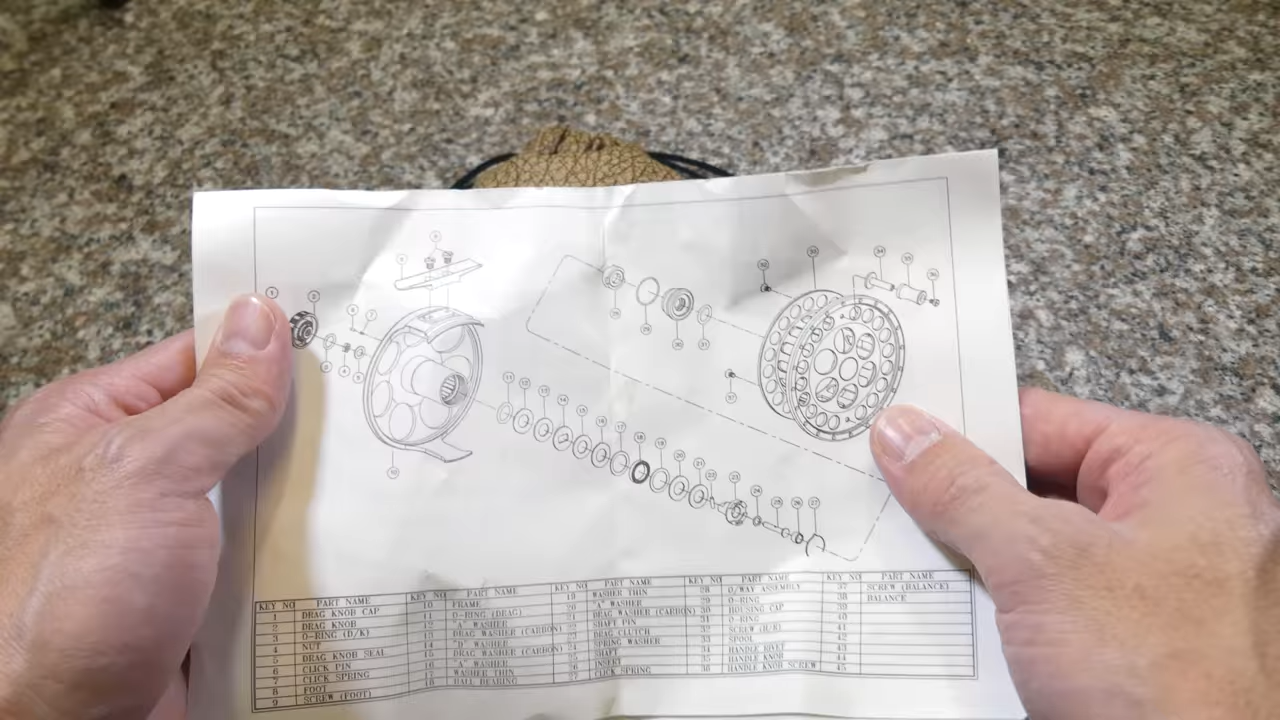 KEY NO PART NAME
1 DRAG KNOB CAP
2 DRAG KNOB
3 O-RING (D/K)
4 NUT
5 DRAG KNOB SEAL
6 CLICK PIN
7 CLICK SPRING
8 FOOT
9 SCREW (FOOT)
KEY NO PART NAME
10 FRAME
11 O-RING (DRAG)
12 "A" WASHER
13 DRAG WASHER (CARBON)
14 "D" WASHER
15 DRAG WASHER (CARBON)
16 "A" WASHER
17 WASHER THIN
18 BALL BEARING
KEY NO PART NAME
19 WASHER THIN
20 "A" WASHER
21 DRAG WASHER (CARBON)
22 SHAFT PIN
23 DRAG CLUTCH
24 SPRING WASHER
25 SHAFT
26 INSERT
27 CLICK SPRING
KEY NO PART NAME
28 O/WAY ASSEMBLY
29 O-RING
30 HOUSING CAP
31 O-RING
32 SCREW (H/K)
33 SPOOL
34 HANDLE RIVET
35 HANDLE KNOB
36 HANDLE KNOB SCREW
KEY NO PART NAME
37 SCREW (BALANCE)
38 BALANCE
39
40
41
42
43
44
45